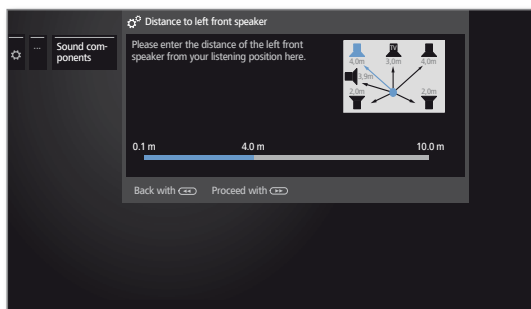 Distance to left front speaker
...
Sound com-
ponents
Please enter the distance of the left front
speaker from your listening position here.
TV
4,0m 3,0m 4,0m
3,9m
2,0m 2,0m
0.1 m 4.0 m 10.0 m
Back with Proceed with